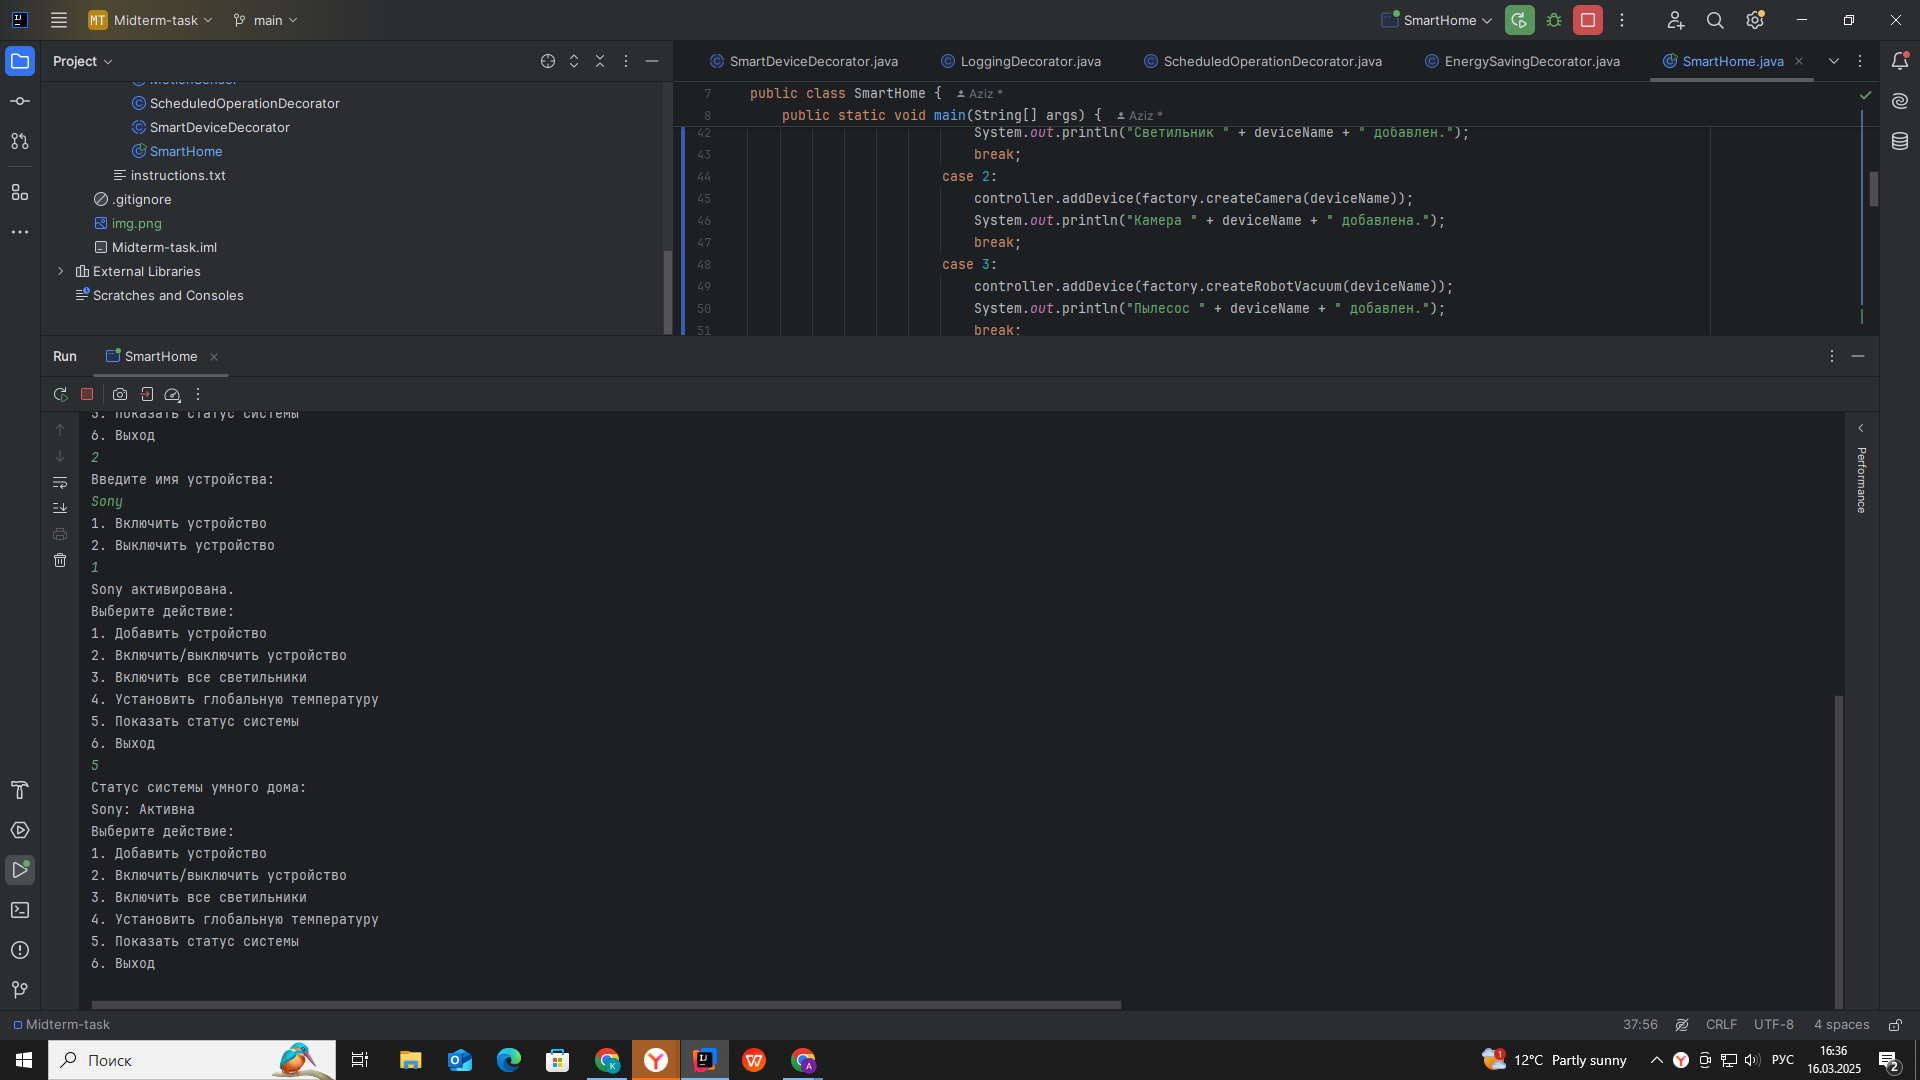 MT Midterm-task
main
SmartHome
Project
SmartDeviceDecorator.java
LoggingDecorator.java
ScheduledOperationDecorator.java
EnergySavingDecorator.java
SmartHome.java
MotionSensor
ScheduledOperationDecorator
SmartDeviceDecorator
SmartHome
instructions.txt
.gitignore
img.png
Midterm-task.iml
External Libraries
Scratches and Consoles
7 public class SmartHome { Aziz *
8 public static void main(String[] args) { Aziz *
42 System.out.println("Светильник " + deviceName + " добавлен.");
43 break;
44 case 2:
45 controller.addDevice(factory.createCamera(deviceName));
46 System.out.println("Камера " + deviceName + " добавлена.");
47 break;
48 case 3:
49 controller.addDevice(factory.createRobotVacuum(deviceName));
50 System.out.println("Пылесос " + deviceName + " добавлен.");
51 break;
Run
SmartHome
5. Показать статус системы
6. Выход
2
Введите имя устройства:
Sony
1. Включить устройство
2. Выключить устройство
1
Sony активирована.
Выберите действие:
1. Добавить устройство
2. Включить/выключить устройство
3. Включить все светильники
4. Установить глобальную температуру
5. Показать статус системы
6. Выход
5
Статус системы умного дома:
Sony: Активна
Выберите действие:
1. Добавить устройство
2. Включить/выключить устройство
3. Включить все светильники
4. Установить глобальную температуру
5. Показать статус системы
6. Выход
Performance
Midterm-task
37:56
CRLF
UTF-8
4 spaces
Поиск
12°C Partly sunny
РУС
16:36
16.03.2025
2